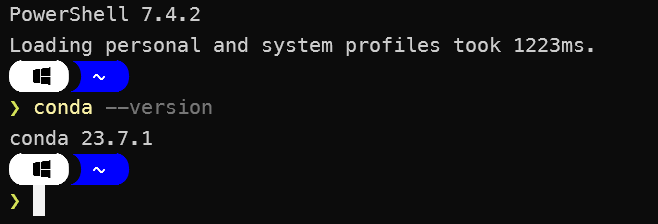 PowerShell 7.4.2
Loading personal and system profiles took 1223ms.
~
❯ conda --version
conda 23.7.1
~
❯